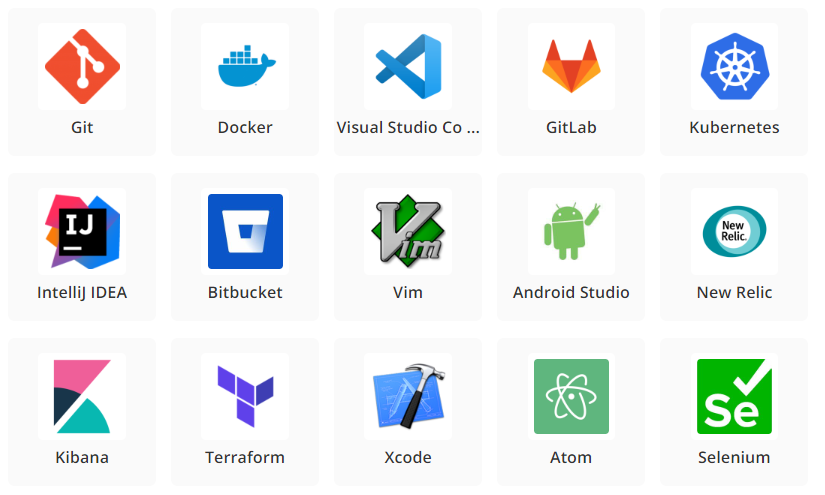 Git
Docker
Visual Studio Co ...
GitLab
Kubernetes
IJ
Vim
New
Relic.
IntelliJ IDEA
Bitbucket
Vim
Android Studio
New Relic
Se
Kibana
Terraform
Xcode
Atom
Selenium